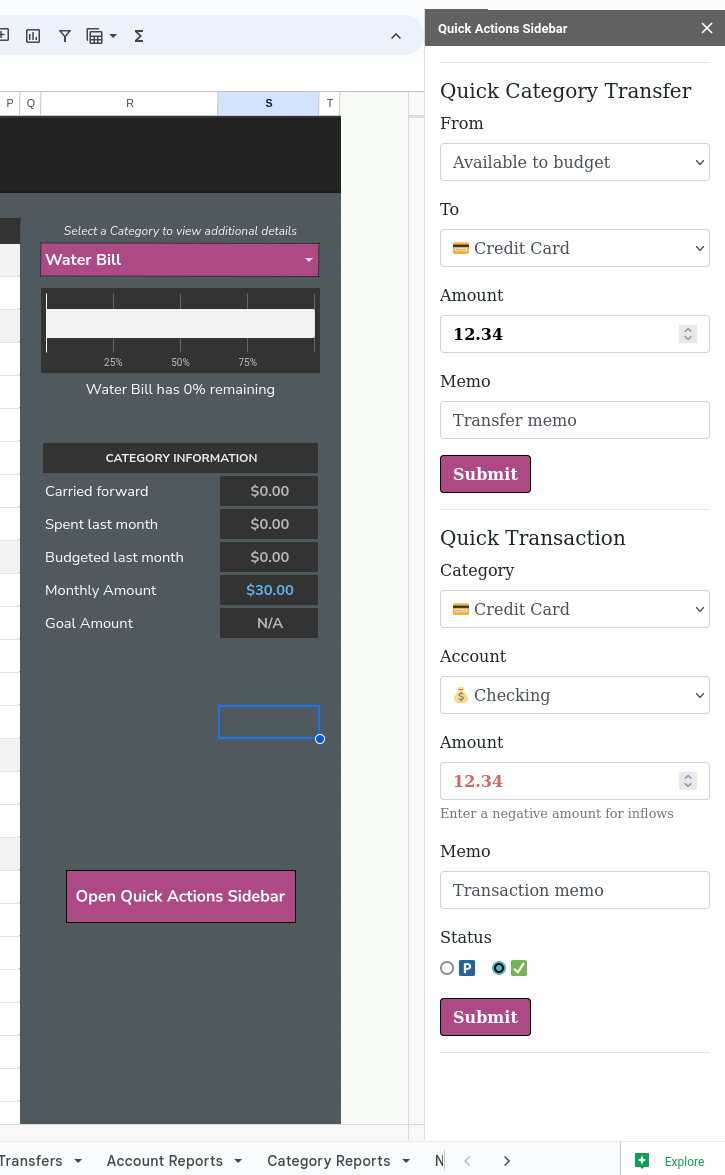 Σ
P Q R S T
Select a Category to view additional details
Water Bill
25% 50% 75%
Water Bill has 0% remaining
CATEGORY INFORMATION
Carried forward $0.00
Spent last month $0.00
Budgeted last month $0.00
Monthly Amount $30.00
Goal Amount N/A
Open Quick Actions Sidebar
Quick Actions Sidebar
Quick Category Transfer
From
Available to budget
To
💳 Credit Card
Amount
12.34
Memo
Transfer memo
Submit
Quick Transaction
Category
💳 Credit Card
Account
💰 Checking
Amount
12.34
Enter a negative amount for inflows
Memo
Transaction memo
Status
🅿 ✅
Submit
Transfers Account Reports Category Reports N
Explore